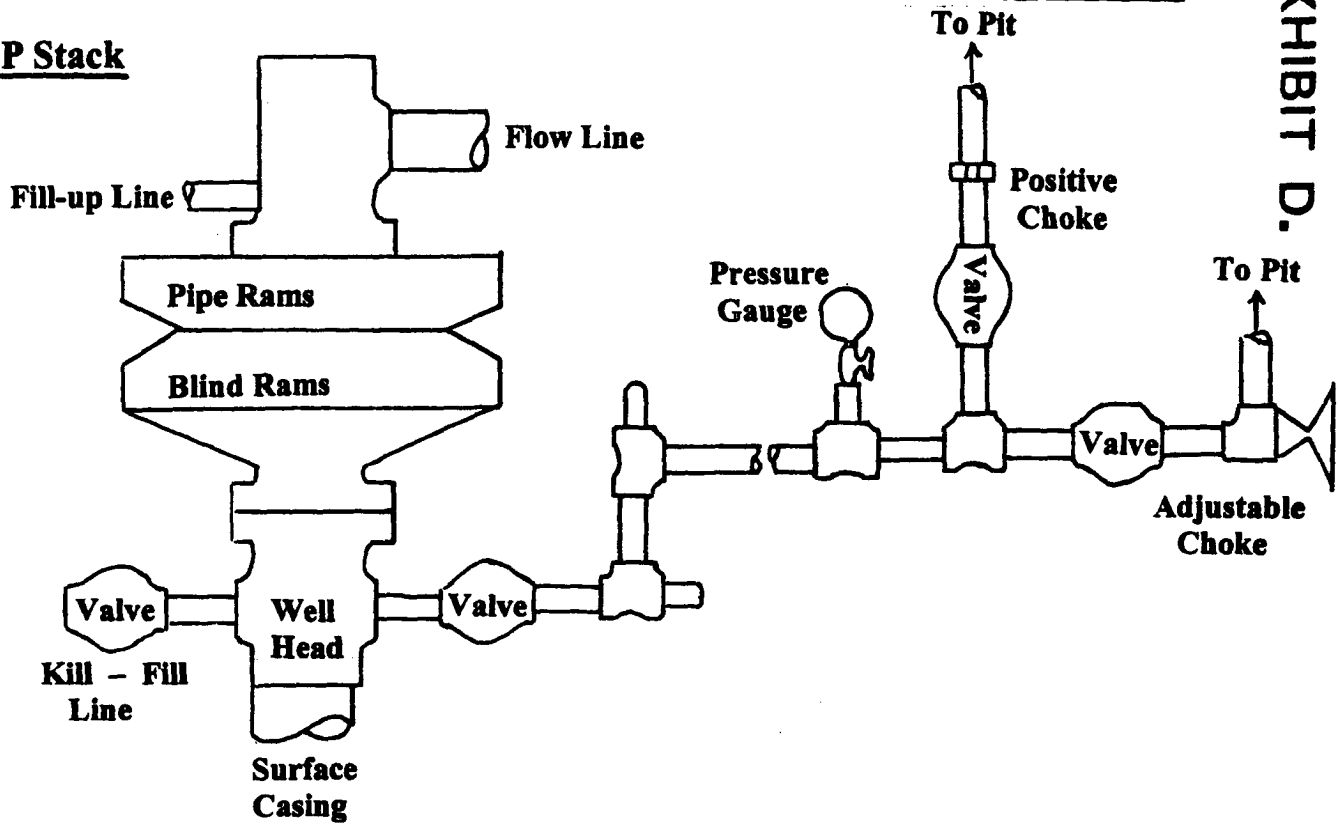 P Stack
To Pit
KHIBIT D.
Flow Line
Fill-up Line
Positive
Choke
Pressure
Gauge
Valve
To Pit
Pipe Rams
Blind Rams
Valve
Adjustable
Choke
Valve
Well
Head
Valve
Kill – Fill
Line
Surface
Casing